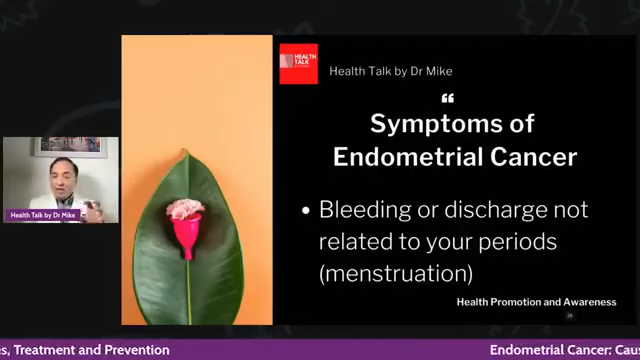 HEALTH
TALK
Health Talk by Dr Mike
“
Symptoms of
Endometrial Cancer
• Bleeding or discharge not
related to your periods
(menstruation)
Health Promotion and Awareness
Health Talk by Dr Mike
s, Treatment and Prevention
Endometrial Cancer: Cau